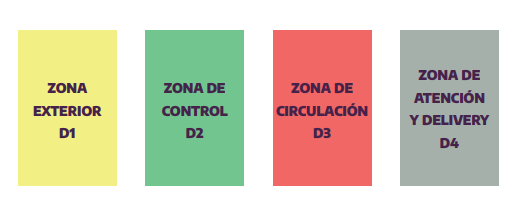 ZONA
EXTERIOR
D1
ZONA DE
CONTROL
D2
ZONA DE
CIRCULACIÓN
D3
ZONA DE
ATENCIÓN
Y DELIVERY
D4